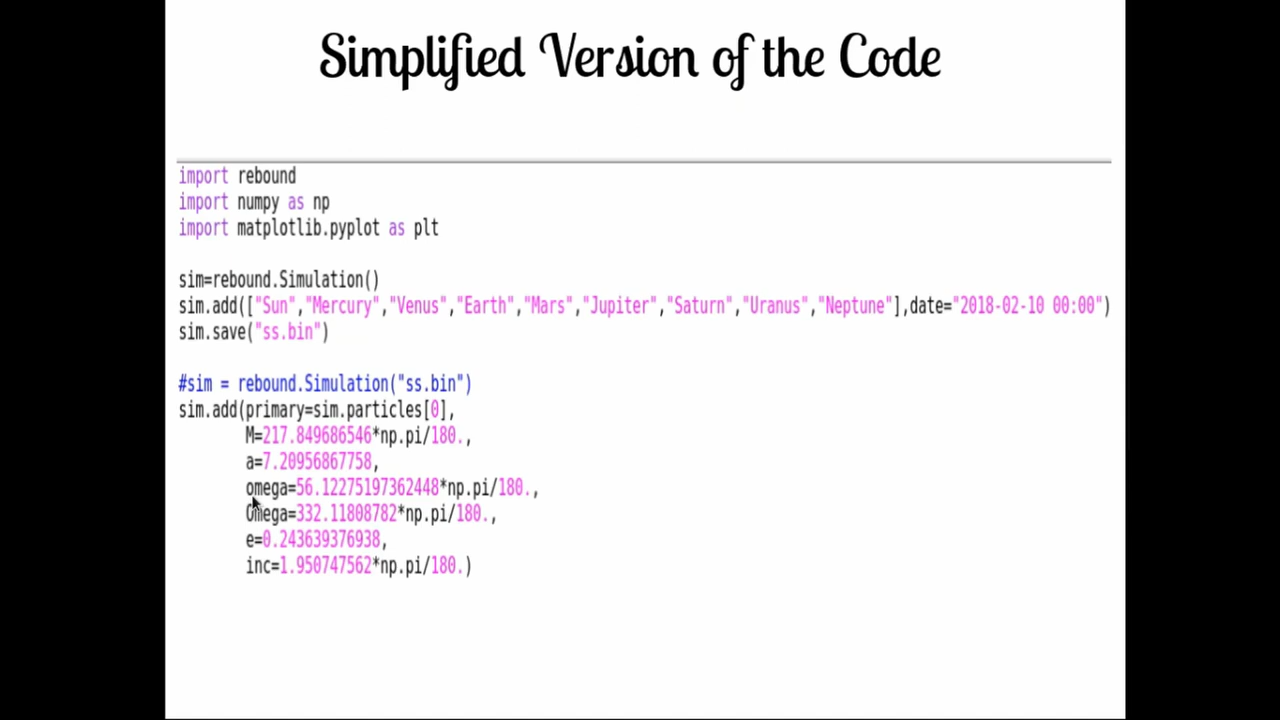 Simplified Version of the Code
import rebound
import numpy as np
import matplotlib.pyplot as plt
sim=rebound.Simulation()
sim.add(["Sun","Mercury","Venus","Earth","Mars","Jupiter","Saturn","Uranus","Neptune"],date="2018-02-10 00:00")
sim.save("ss.bin")
#sim = rebound.Simulation("ss.bin")
sim.add(primary=sim.particles[0],
M=217.849686546*np.pi/180.,
a=7.20956867758,
omega=56.12275197362448*np.pi/180.,
Omega=332.11808782*np.pi/180.,
e=0.243639376938,
inc=1.950747562*np.pi/180.)